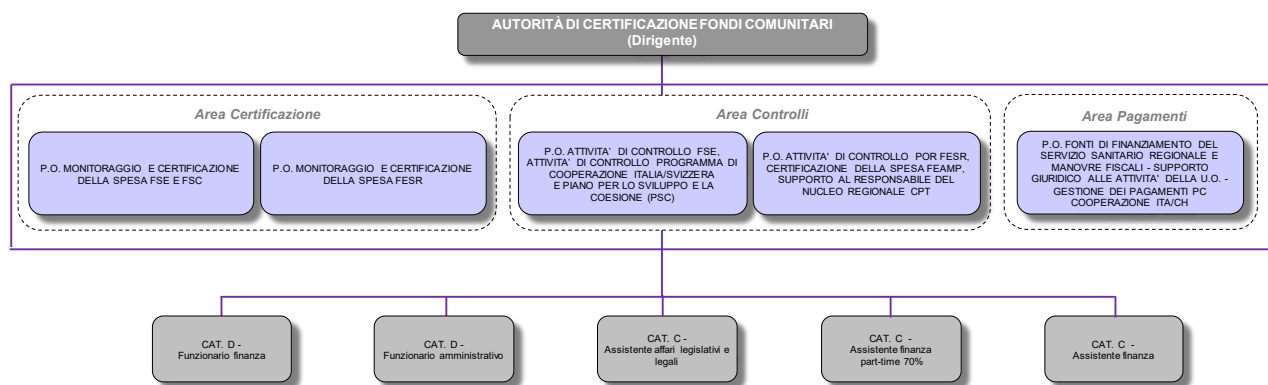 AUTORITÀ DI CERTIFICAZIONE FONDI COMUNITARI
(Dirigente)
Area Certificazione
P.O. MONITORAGGIO E CERTIFICAZIONE
DELLA SPESA FSE E FSC
P.O. MONITORAGGIO E CERTIFICAZIONE
DELLA SPESA FESR
Area Controlli
P.O. ATTIVITA' DI CONTROLLO FSE,
ATTIVITA' DI CONTROLLO PROGRAMMA DI
COOPERAZIONE ITALIA/SVIZZERA
E PIANO PER LO SVILUPPO E LA
COESIONE (PSC)
P.O. ATTIVITA' DI CONTROLLO POR FESR,
CERTIFICAZIONE DELLA SPESA FEAMP,
SUPPORTO AL RESPONSABILE DEL
NUCLEO REGIONALE CPT
Area Pagamenti
P.O. FONTI DI FINANZIAMENTO DEL
SERVIZIO SANITARIO REGIONALE E
MANOVRE FISCALI - SUPPORTO
GIURIDICO ALLE ATTIVITA' DELLA U.O. -
GESTIONE DEI PAGAMENTI PC
COOPERAZIONE ITA/CH
CAT. D -
Funzionario finanza
CAT. D -
Funzionario amministrativo
CAT. C -
Assistente affari legislativi e
legali
CAT. C -
Assistente finanza
part-time 70%
CAT. C -
Assistente finanza